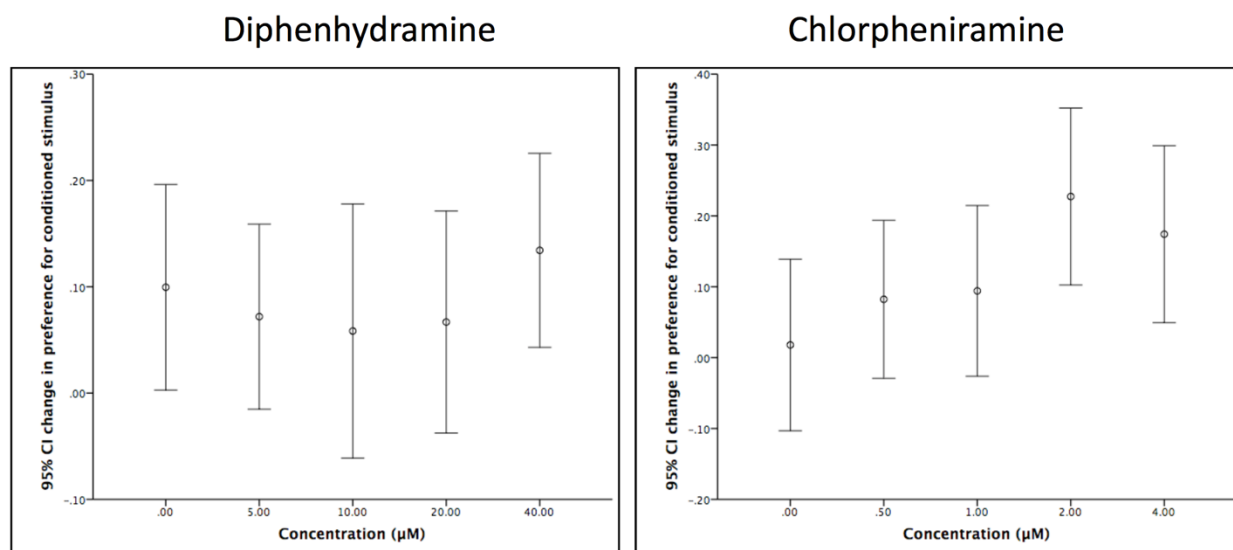 Diphenhydramine
95% CI change in preference for conditioned stimulus
.30
.20
.10
.00
-.10
.00 5.00 10.00 20.00 40.00
Concentration (µM)
Chlorpheniramine
95% CI change in preference for conditioned stimulus
.40
.30
.20
.10
.00
-.10
-.20
.00 .50 1.00 2.00 4.00
Concentration (µM)